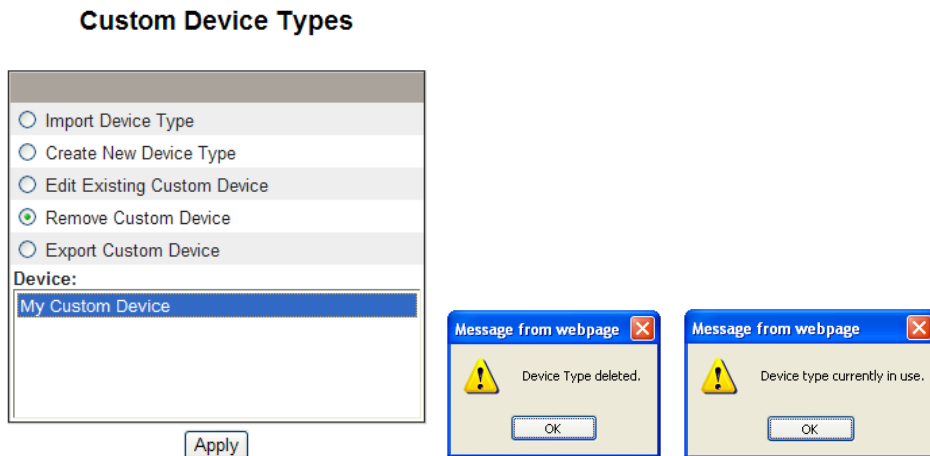 Custom Device Types
Import Device Type
Create New Device Type
Edit Existing Custom Device
Remove Custom Device
Export Custom Device
Device:
My Custom Device
Apply
Message from webpage
Device Type deleted.
OK
Message from webpage
Device type currently in use.
OK